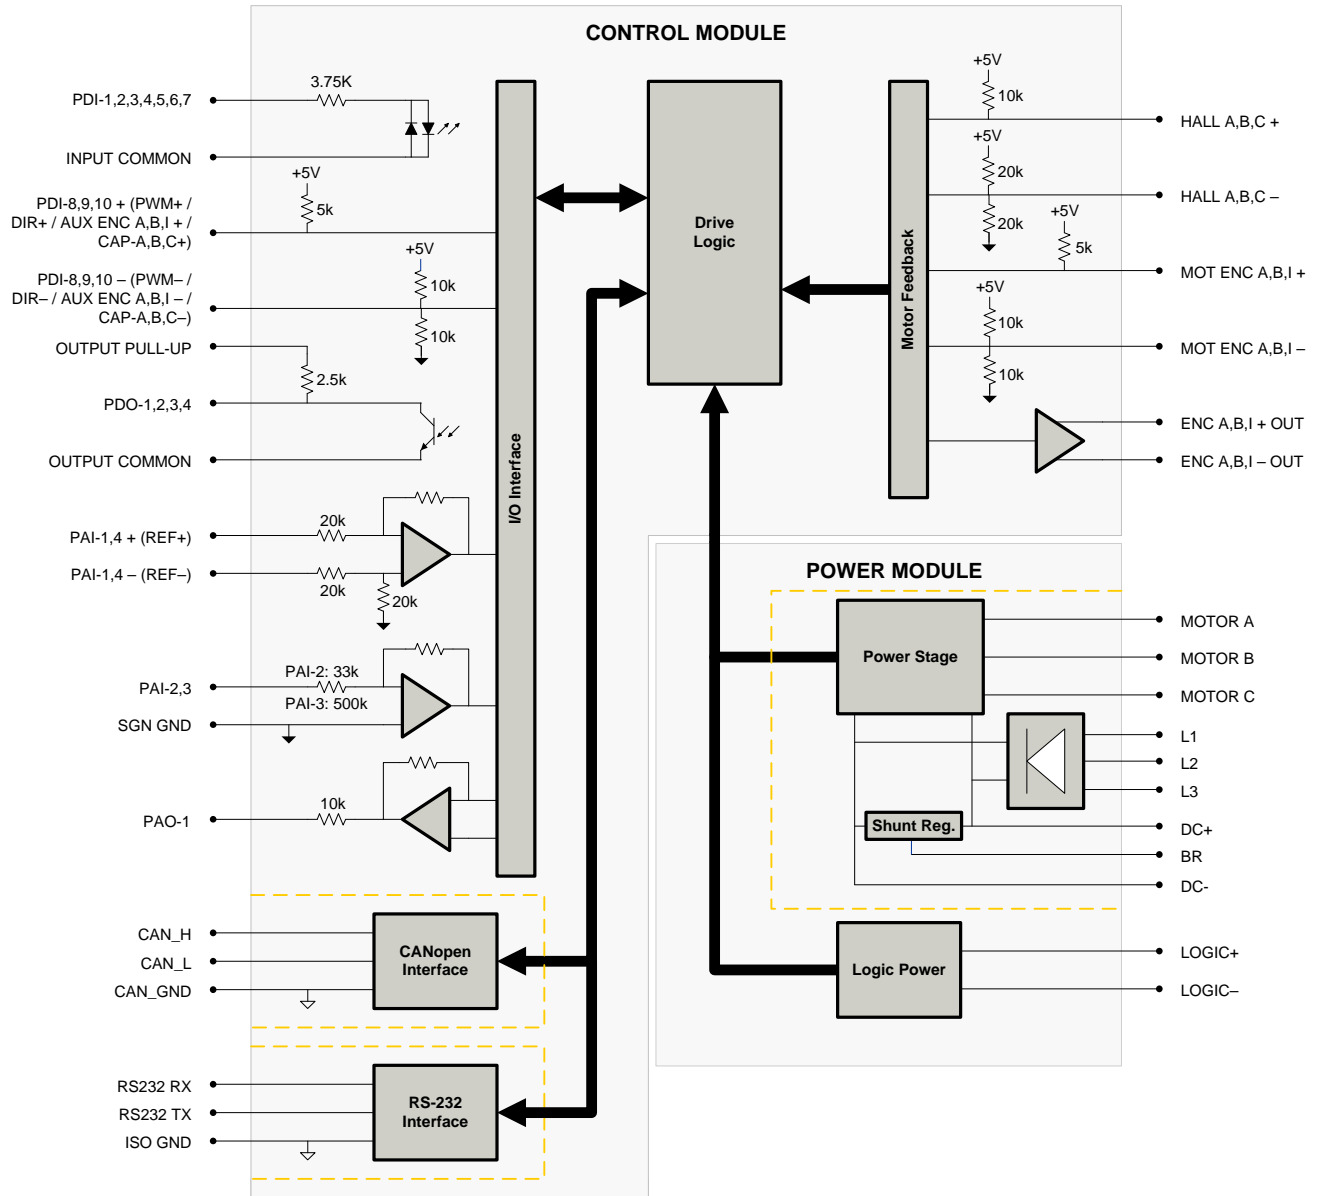 CONTROL MODULE
3.75K
PDI-1,2,3,4,5,6,7
INPUT COMMON
+5V
5k
PDI-8,9,10 + (PWM+ /
DIR+ / AUX ENC A,B,I + /
CAP-A,B,C+)
+5V
10k
10k
PDI-8,9,10 – (PWM– /
DIR– / AUX ENC A,B,I – /
CAP-A,B,C–)
OUTPUT PULL-UP
2.5k
PDO-1,2,3,4
OUTPUT COMMON
20k
PAI-1,4 + (REF+)
PAI-1,4 – (REF–)
20k
20k
PAI-2: 33k
PAI-2,3
PAI-3: 500k
SGN GND
10k
PAO-1
I/O Interface
CAN_H
CAN_L
CAN_GND
CANopen
Interface
RS232 RX
RS232 TX
ISO GND
RS-232
Interface
Drive
Logic
Motor Feedback
+5V
10k
HALL A,B,C +
+5V
20k
HALL A,B,C –
20k
+5V
5k
MOT ENC A,B,I +
+5V
10k
MOT ENC A,B,I –
10k
ENC A,B,I + OUT
ENC A,B,I – OUT
POWER MODULE
Power Stage
MOTOR A
MOTOR B
MOTOR C
L1
L2
L3
Shunt Reg.
DC+
BR
DC-
Logic Power
LOGIC+
LOGIC–